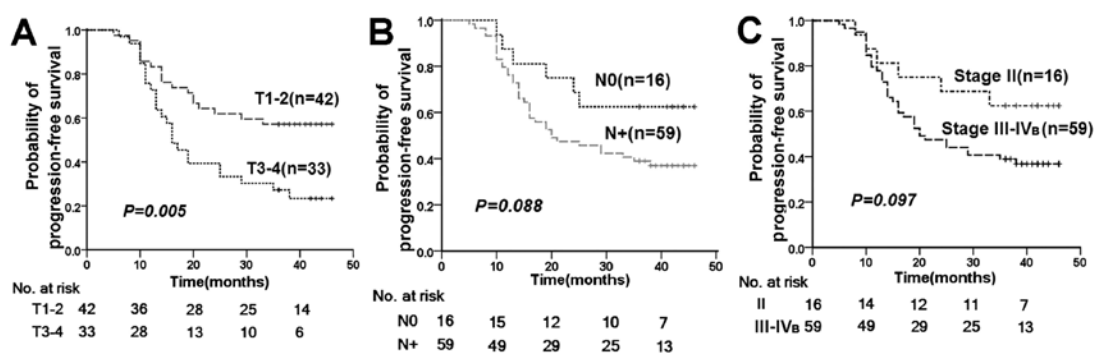 A
Probability of
progression-free survival
1.0
0.8
0.6
0.4
0.2
0.0
T1-2(n=42)
T3-4(n=33)
P=0.005
0 10 20 30 40 50
Time(months)
No. at risk
T1-2 42 36 28 25 14
T3-4 33 28 13 10 6
B
Probability of
progression-free survival
1.0
0.8
0.6
0.4
0.2
0.0
N0(n=16)
N+(n=59)
P=0.088
0 10 20 30 40 50
Time(months)
No. at risk
N0 16 15 12 10 7
N+ 59 49 29 25 13
C
Probability of
progression-free survival
1.0
0.8
0.6
0.4
0.2
0.0
Stage II(n=16)
Stage III-IVB(n=59)
P=0.097
0 10 20 30 40 50
Time(months)
No. at risk
II 16 14 12 11 7
III-IVB 59 49 29 25 13